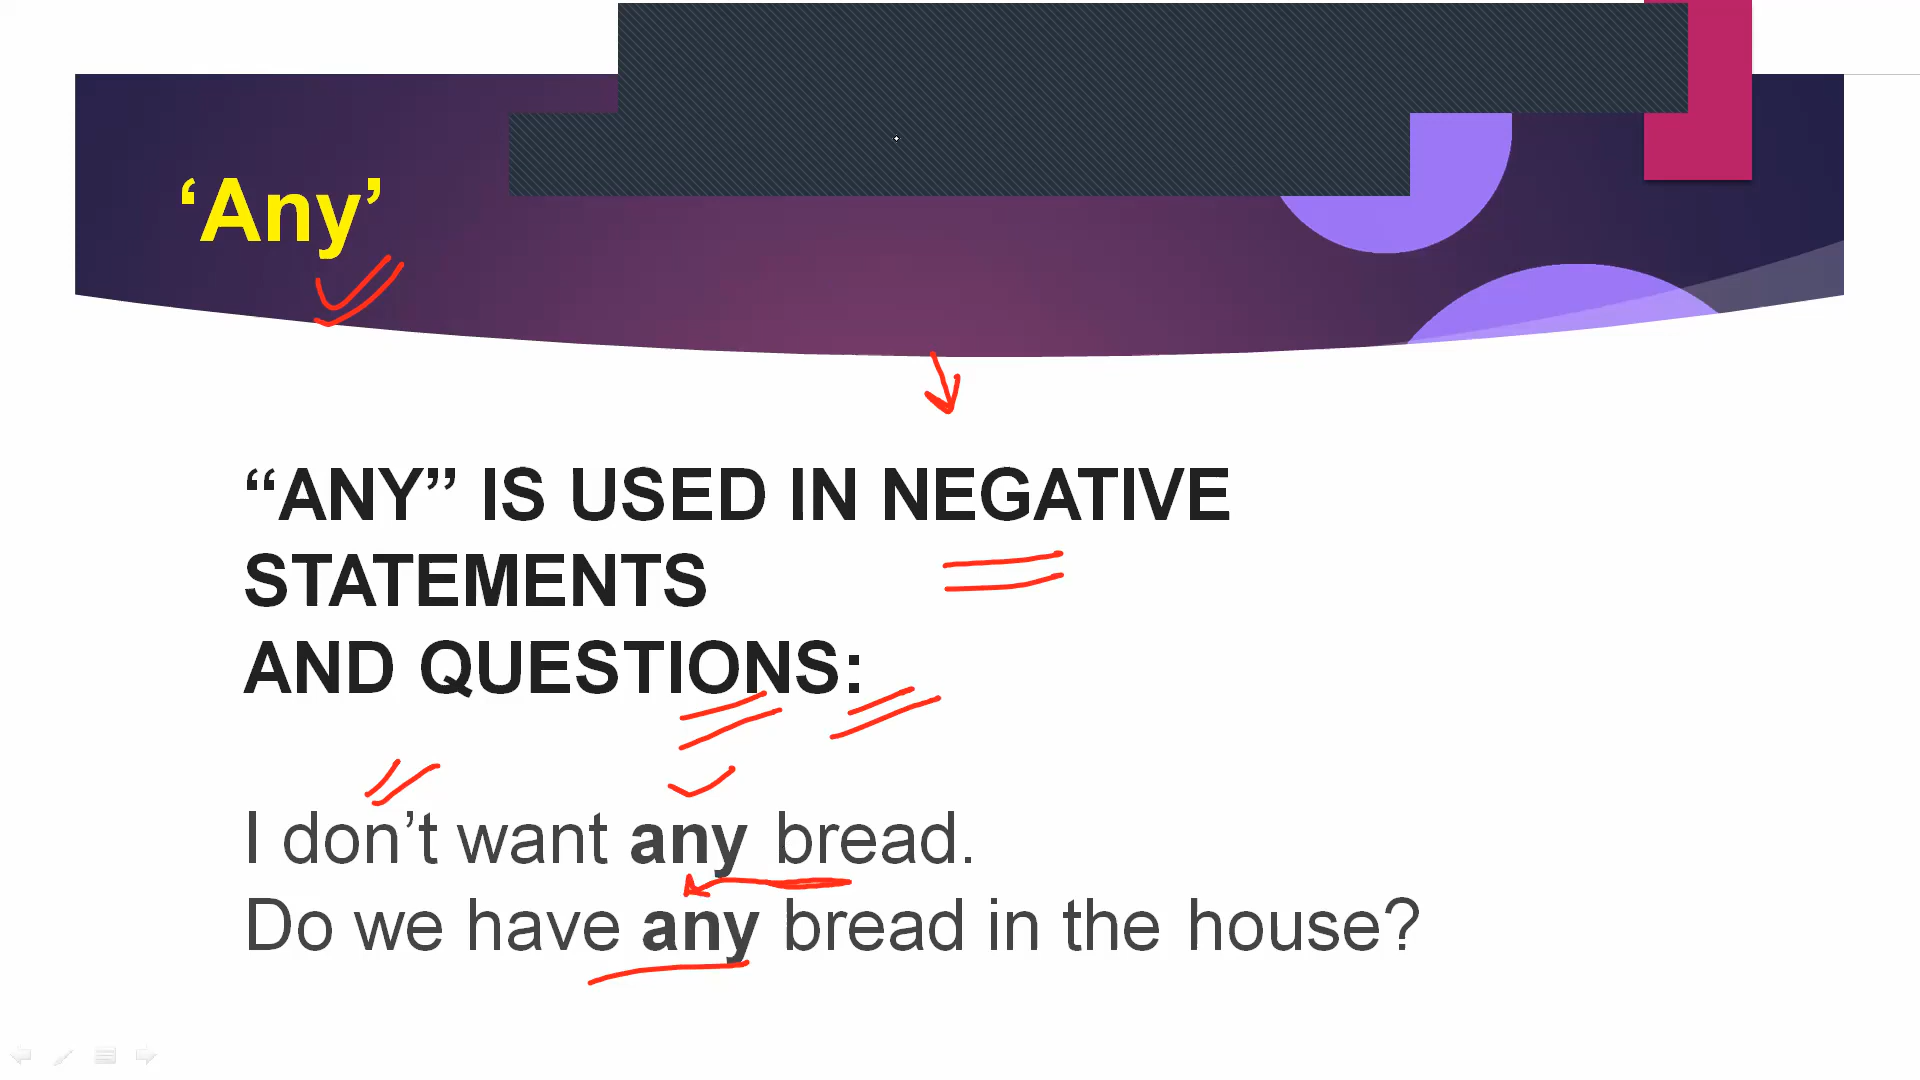 ‘Any’
“ANY” IS USED IN NEGATIVE
STATEMENTS
AND QUESTIONS:
I don’t want any bread.
Do we have any bread in the house?